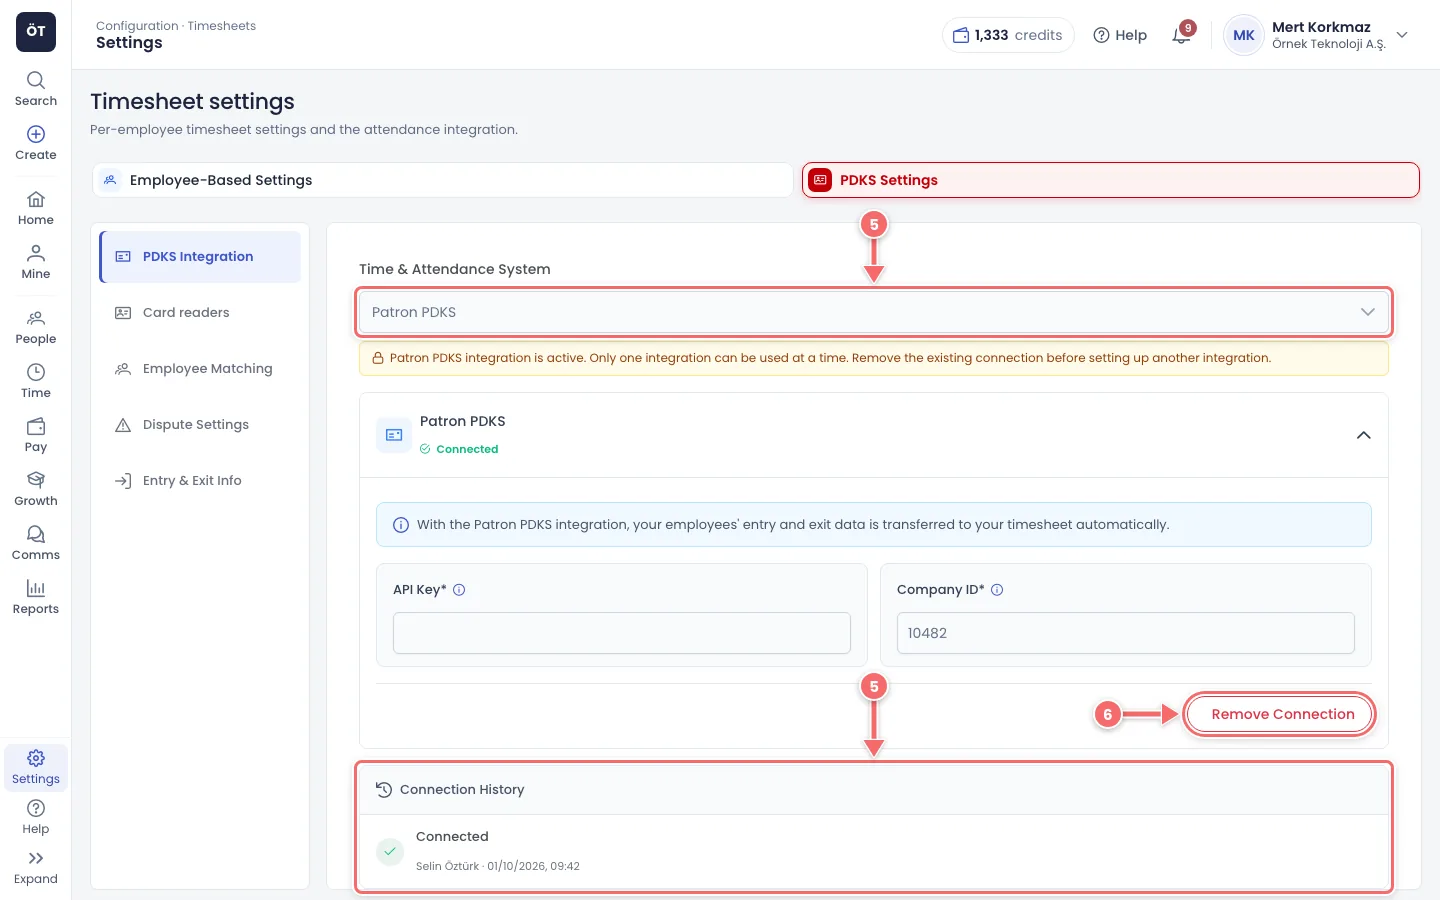 ÖT
Search
Create
Home
Mine
People
Time
Pay
Growth
Comms
Reports
Settings
Help
Expand
Configuration · Timesheets
Settings
1,333 credits
Help
9
MK
Mert Korkmaz
Örnek Teknoloji A.Ş.
Timesheet settings
Per-employee timesheet settings and the attendance integration.
Employee-Based Settings
PDKS Settings
PDKS Integration
Card readers
Employee Matching
Dispute Settings
Entry & Exit Info
5
Time & Attendance System
Patron PDKS
Patron PDKS integration is active. Only one integration can be used at a time. Remove the existing connection before setting up another integration.
Patron PDKS
Connected
With the Patron PDKS integration, your employees' entry and exit data is transferred to your timesheet automatically.
API Key*
Company ID*
10482
5
6
Remove Connection
Connection History
Connected
Selin Öztürk · 01/10/2026, 09:42